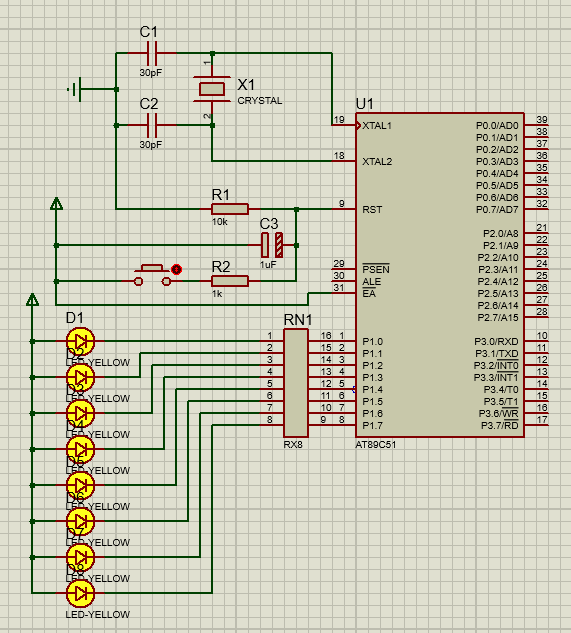 C1
30pF
1
X1
CRYSTAL
2
C2
30pF
R1
10k
C3
1uF
R2
1k
U1
19 XTAL1
18 XTAL2
9 RST
29 PSEN
30 ALE
31 EA
1 P1.0
2 P1.1
3 P1.2
4 P1.3
5 P1.4
6 P1.5
7 P1.6
8 P1.7
P0.0/AD0 39
P0.1/AD1 38
P0.2/AD2 37
P0.3/AD3 36
P0.4/AD4 35
P0.5/AD5 34
P0.6/AD6 33
P0.7/AD7 32
P2.0/A8 21
P2.1/A9 22
P2.2/A10 23
P2.3/A11 24
P2.4/A12 25
P2.5/A13 26
P2.6/A14 27
P2.7/A15 28
P3.0/RXD 10
P3.1/TXD 11
P3.2/INT0 12
P3.3/INT1 13
P3.4/T0 14
P3.5/T1 15
P3.6/WR 16
P3.7/RD 17
AT89C51
RN1
1 16
2 15
3 14
4 13
5 12
6 11
7 10
8 9
RX8
D1
LED-YELLOW
D2
LED-YELLOW
D3
LED-YELLOW
D4
LED-YELLOW
D5
LED-YELLOW
D6
LED-YELLOW
D7
LED-YELLOW
D8
LED-YELLOW